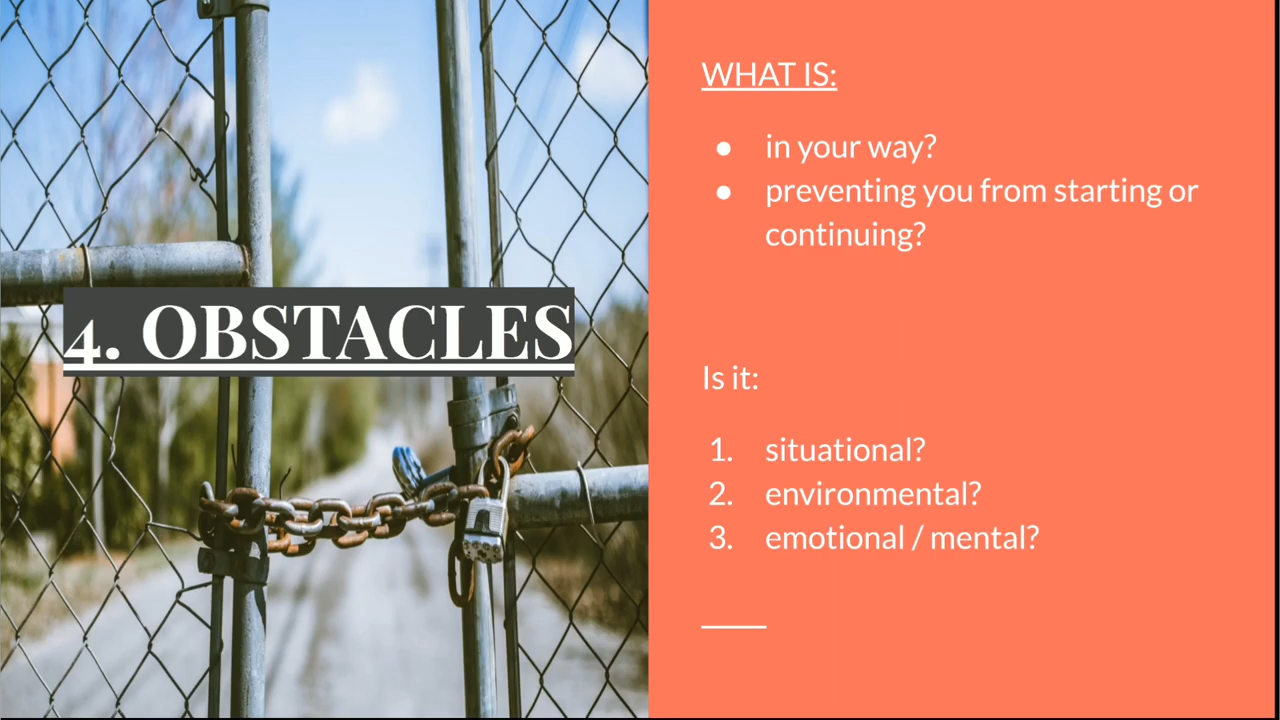 4. OBSTACLES
WHAT IS:
● in your way?
● preventing you from starting or
continuing?
Is it:
1. situational?
2. environmental?
3. emotional / mental?